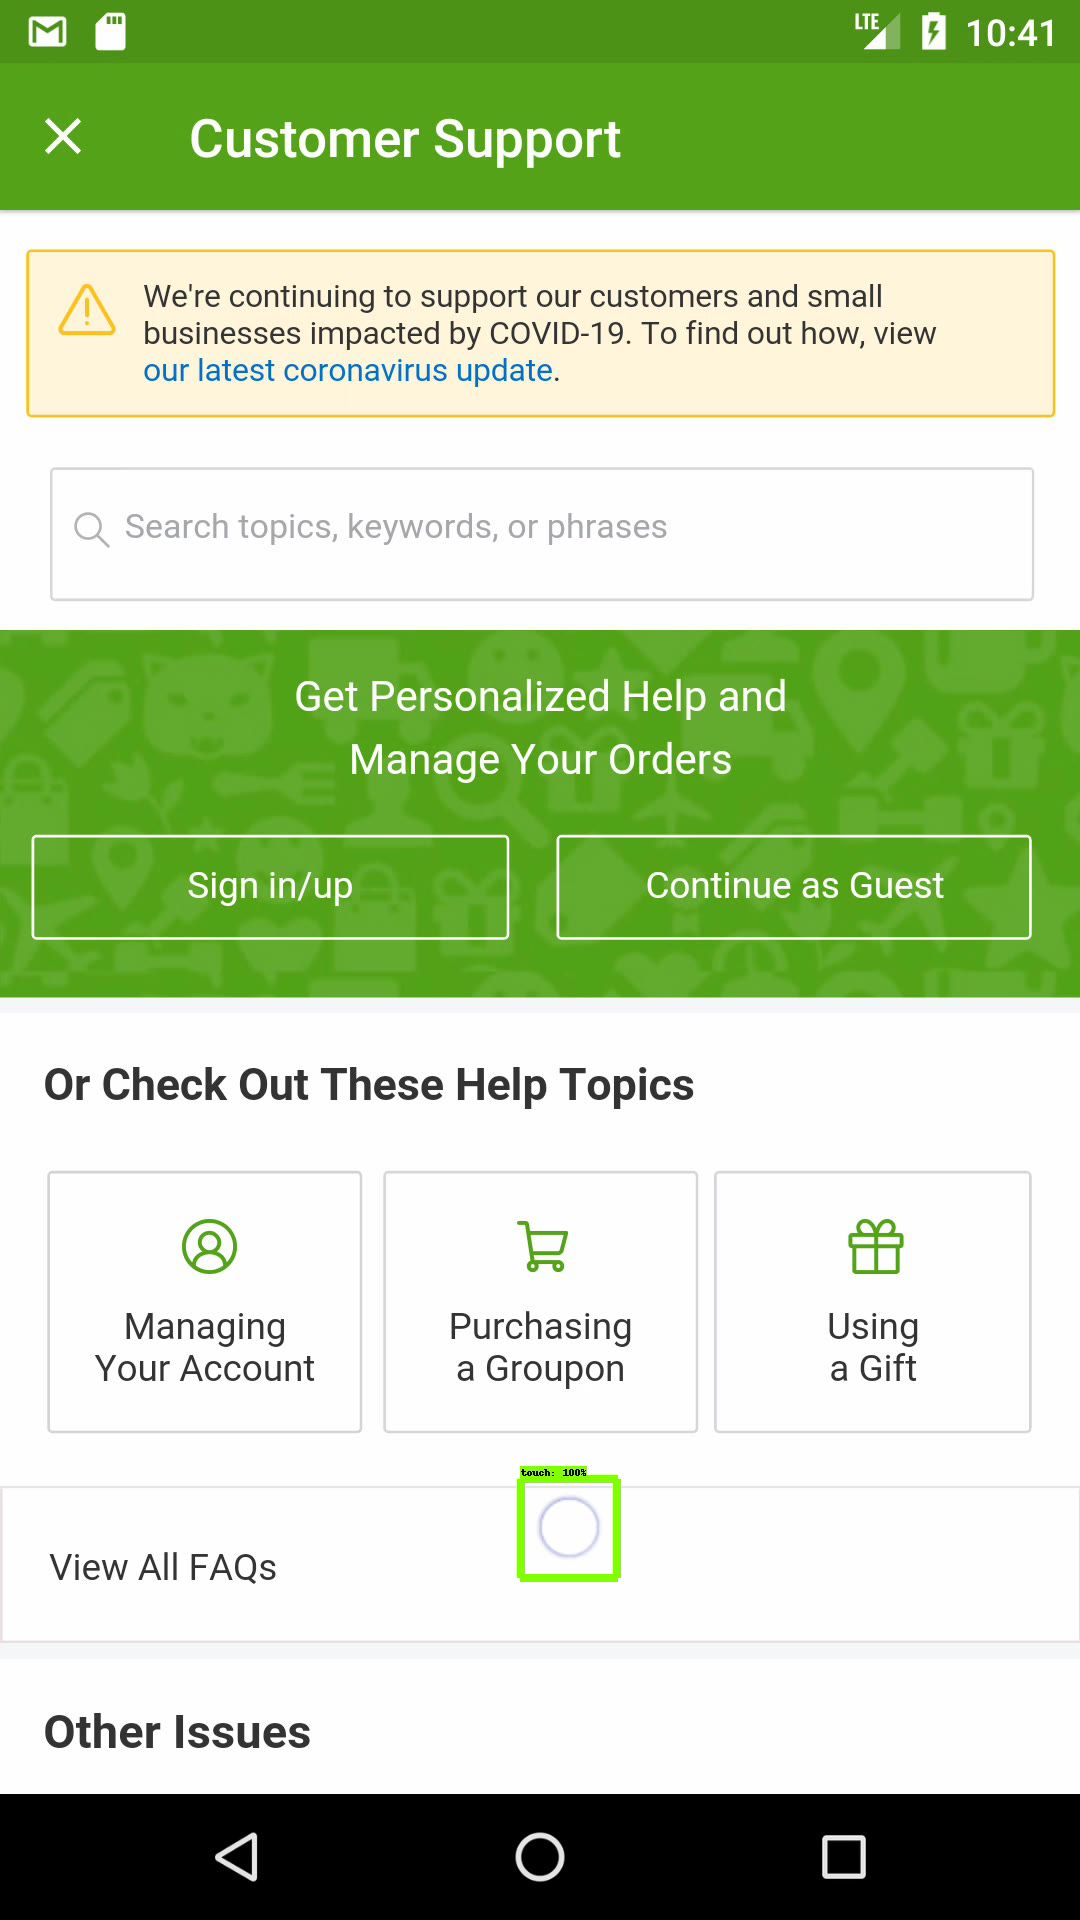 LTE 10:41
Customer Support
We're continuing to support our customers and small
businesses impacted by COVID-19. To find out how, view
our latest coronavirus update.
Search topics, keywords, or phrases
Get Personalized Help and
Manage Your Orders
Sign in/up
Continue as Guest
Or Check Out These Help Topics
Managing
Your Account
Purchasing
a Groupon
Using
a Gift
touch: 100%
View All FAQs
Other Issues